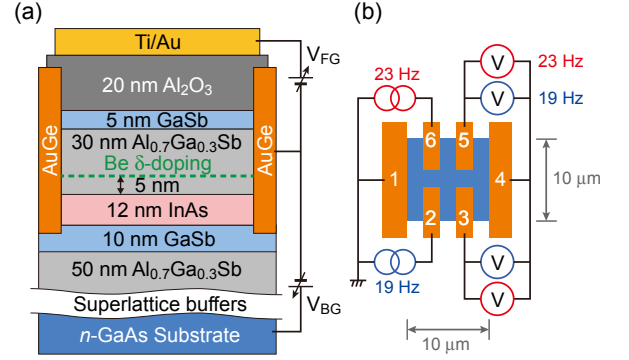 (a)
Ti/Au
V_FG
20 nm Al₂O₃
5 nm GaSb
30 nm Al₀.₇Ga₀.₃Sb
Be δ-doping
5 nm
12 nm InAs
10 nm GaSb
50 nm Al₀.₇Ga₀.₃Sb
Superlattice buffers
n-GaAs Substrate
AuGe
AuGe
V_BG
(b)
23 Hz
V
23 Hz
V
19 Hz
6
5
1
4
2
3
10 μm
19 Hz
V
V
10 μm